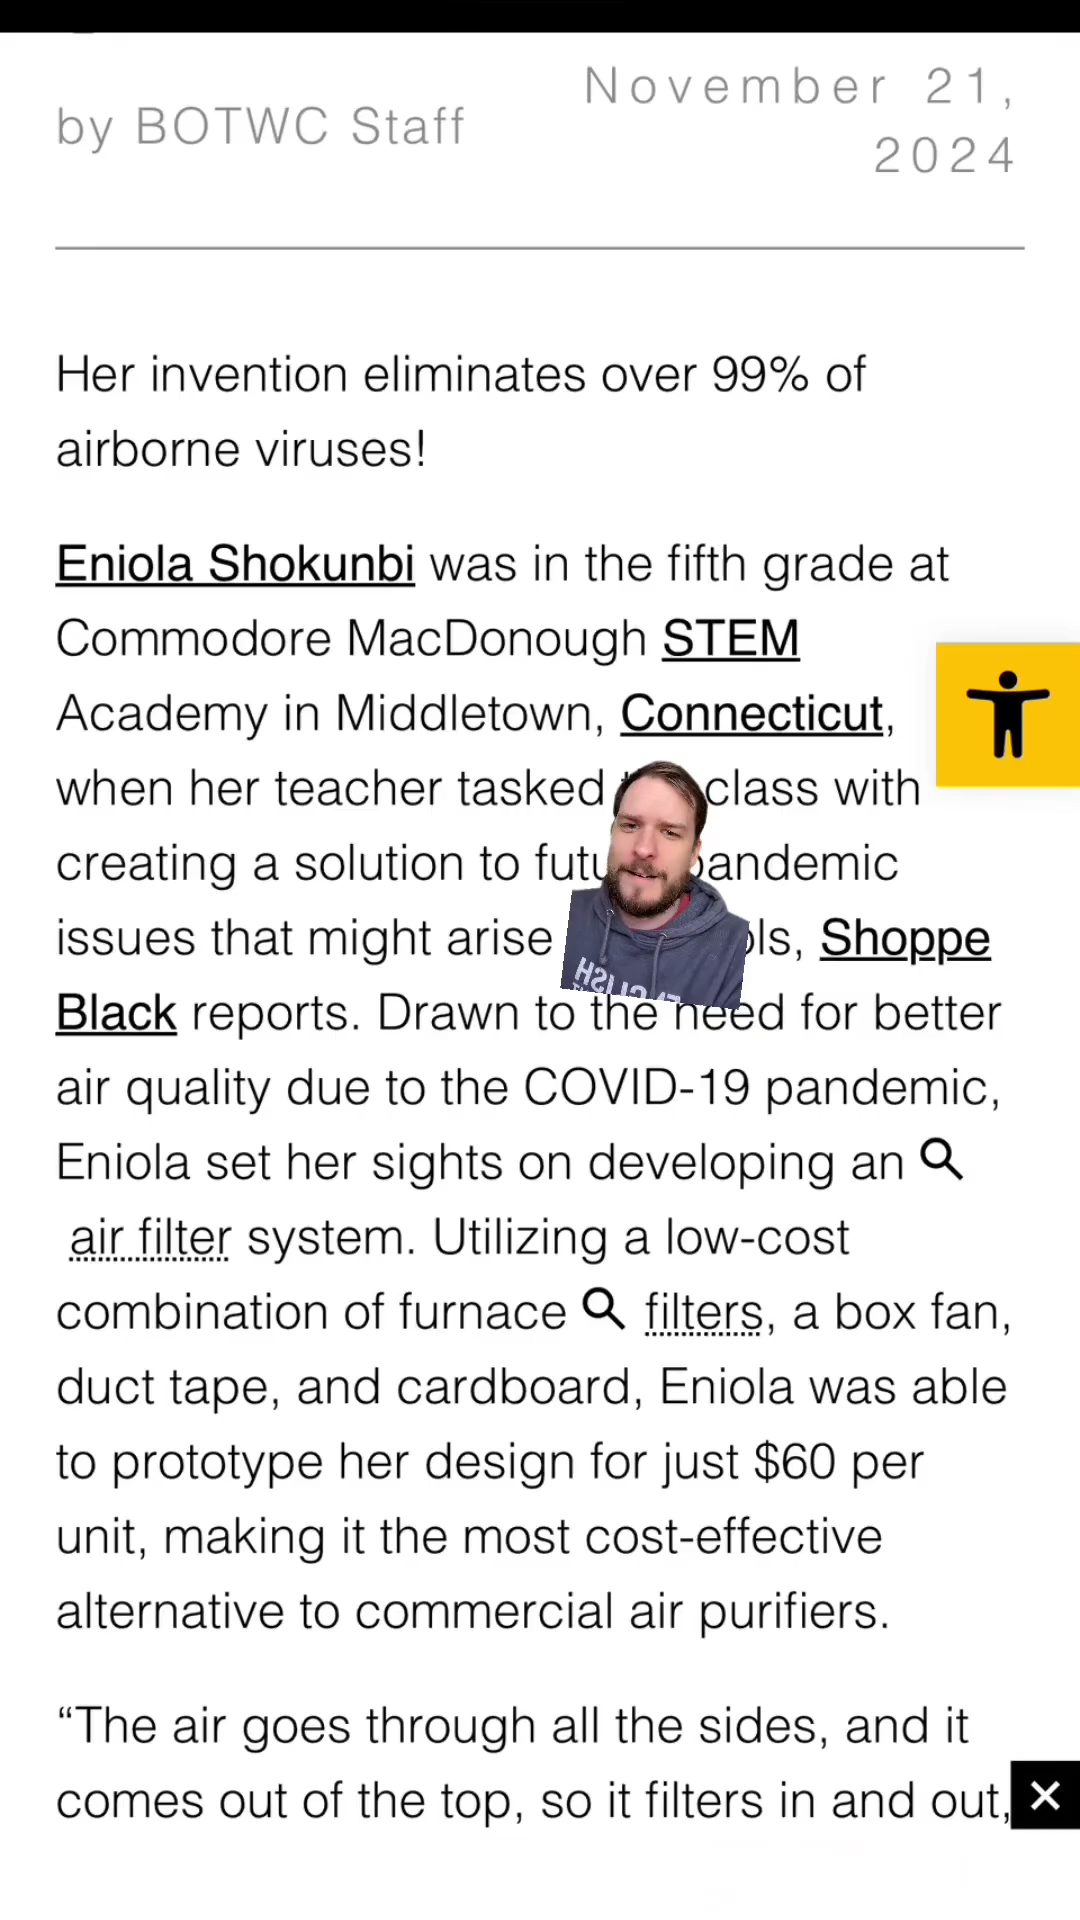 by BOTWC Staff
November 21,
2024
Her invention eliminates over 99% of
airborne viruses!
Eniola Shokunbi was in the fifth grade at
Commodore MacDonough STEM
Academy in Middletown, Connecticut,
when her teacher tasked class with
creating a solution to
issues that might arise Shoppe
Black reports. Drawn to the need for better
air quality due to the COVID-19 pandemic,
Eniola set her sights on developing an
air filter system. Utilizing a low-cost
combination of furnace filters, a box fan,
duct tape, and cardboard, Eniola was able
to prototype her design for just $60 per
unit, making it the most cost-effective
alternative to commercial air purifiers.
“The air goes through all the sides, and it
comes out of the top, so it filters in and out,